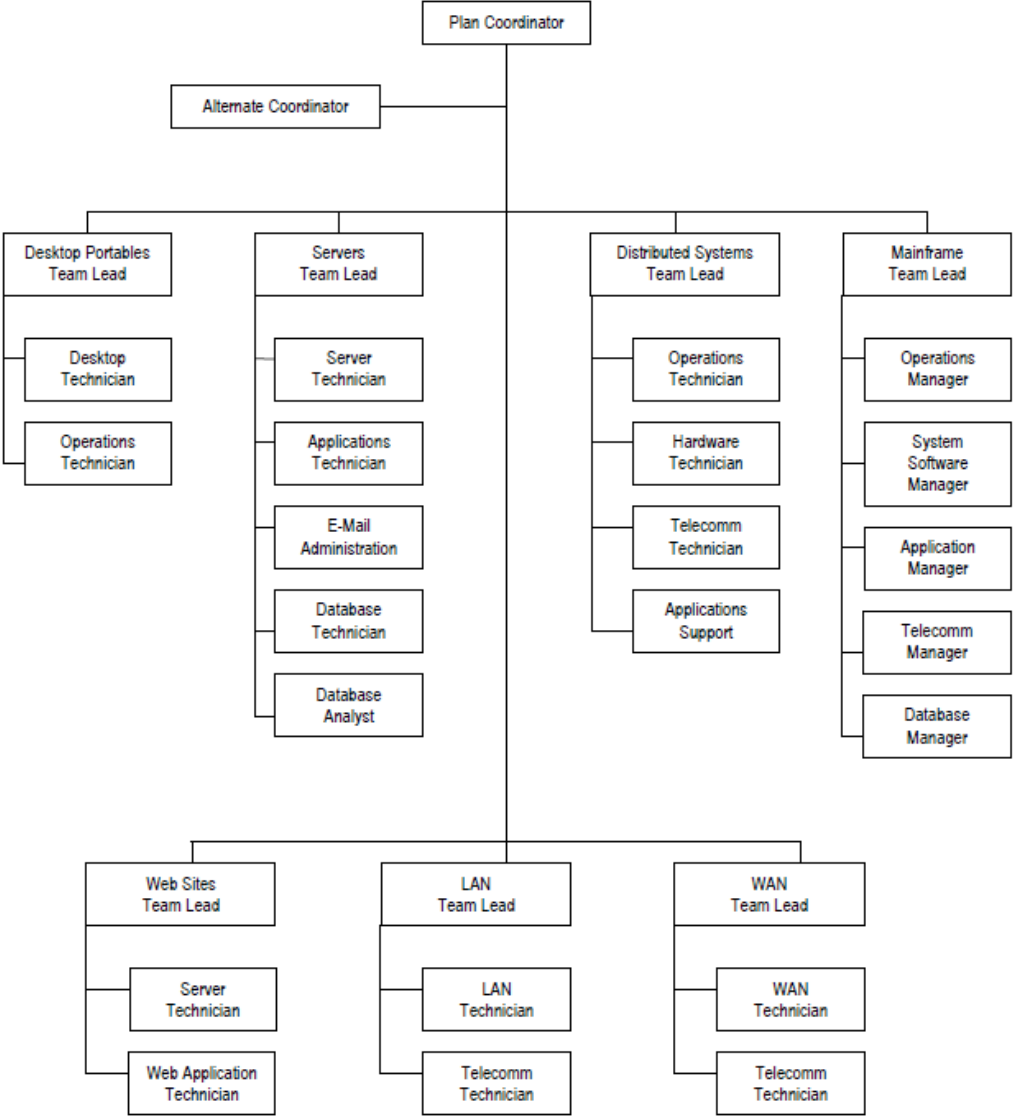 Plan Coordinator
Alternate Coordinator
Desktop Portables
Team Lead
Desktop
Technician
Operations
Technician
Servers
Team Lead
Server
Technician
Applications
Technician
E-Mail
Administration
Database
Technician
Database
Analyst
Distributed Systems
Team Lead
Operations
Technician
Hardware
Technician
Telecomm
Technician
Applications
Support
Mainframe
Team Lead
Operations
Manager
System
Software
Manager
Application
Manager
Telecomm
Manager
Database
Manager
Web Sites
Team Lead
Server
Technician
Web Application
Technician
LAN
Team Lead
LAN
Technician
Telecomm
Technician
WAN
Team Lead
WAN
Technician
Telecomm
Technician